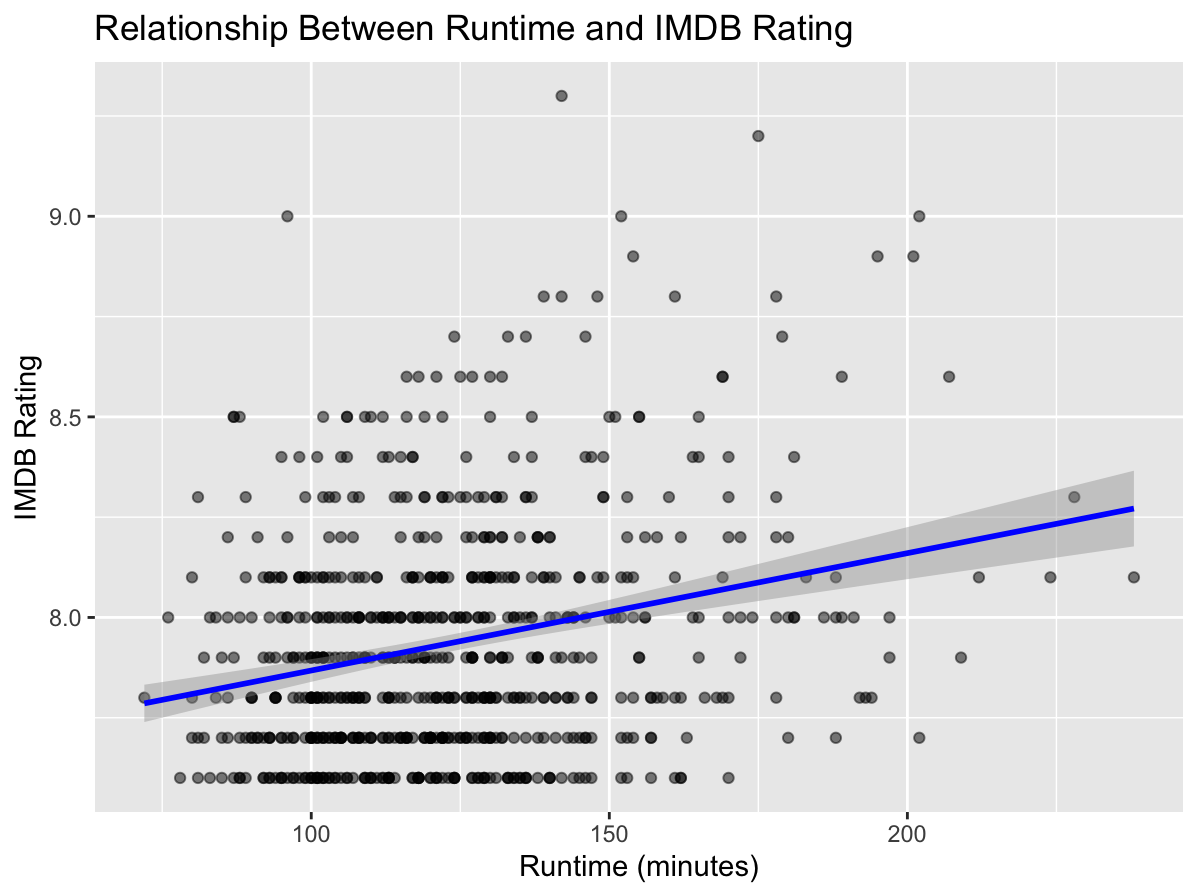 Relationship Between Runtime and IMDB Rating
IMDB Rating
9.0
8.5
8.0
100
150
200
Runtime (minutes)